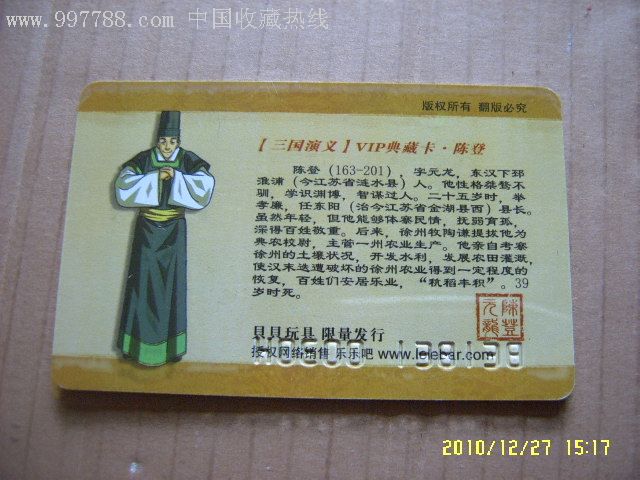 www.997788.com 中国收藏热线
版权所有 翻版必究
【三国演义】VIP典藏卡·陈登
陈登(163-201),字元龙,东汉下邳
淮浦(今江苏省涟水县)人。他性格桀骜不
驯,学识渊博,智谋过人。二十五岁时,举
孝廉,任东阳(治今江苏省金湖县西)县长。
虽然年轻,但他能够体察民情,抚弱育孤,
深得百姓敬重。后来,徐州牧陶谦提拔他为
典农校尉,主管一州农业生产。他亲自考察
徐州的土壤状况,开发水利,发展农田灌溉,
使汉末迭遭破坏的徐州农业得到一定程度的
恢复,百姓们安居乐业,“秔稻丰积”。39
岁时死。
陈登
元龙
贝贝玩具 限量发行
授权网络销售 乐乐吧 www.lelebar.com
2010/12/27 15:17